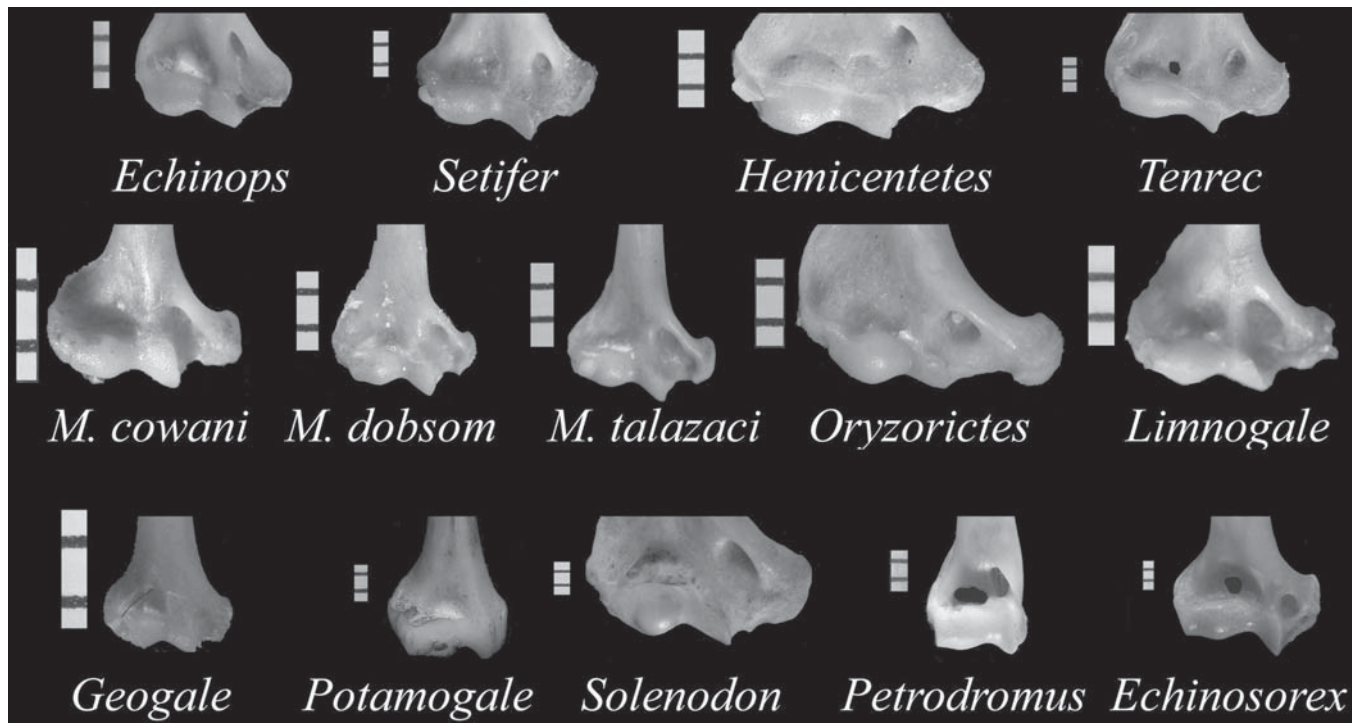 Echinops Setifer Hemicentetes Tenrec
M. cowani M. dobsom M. talazaci Oryzorictes Limnogale
Geogale Potamogale Solenodon Petrodromus Echinosorex